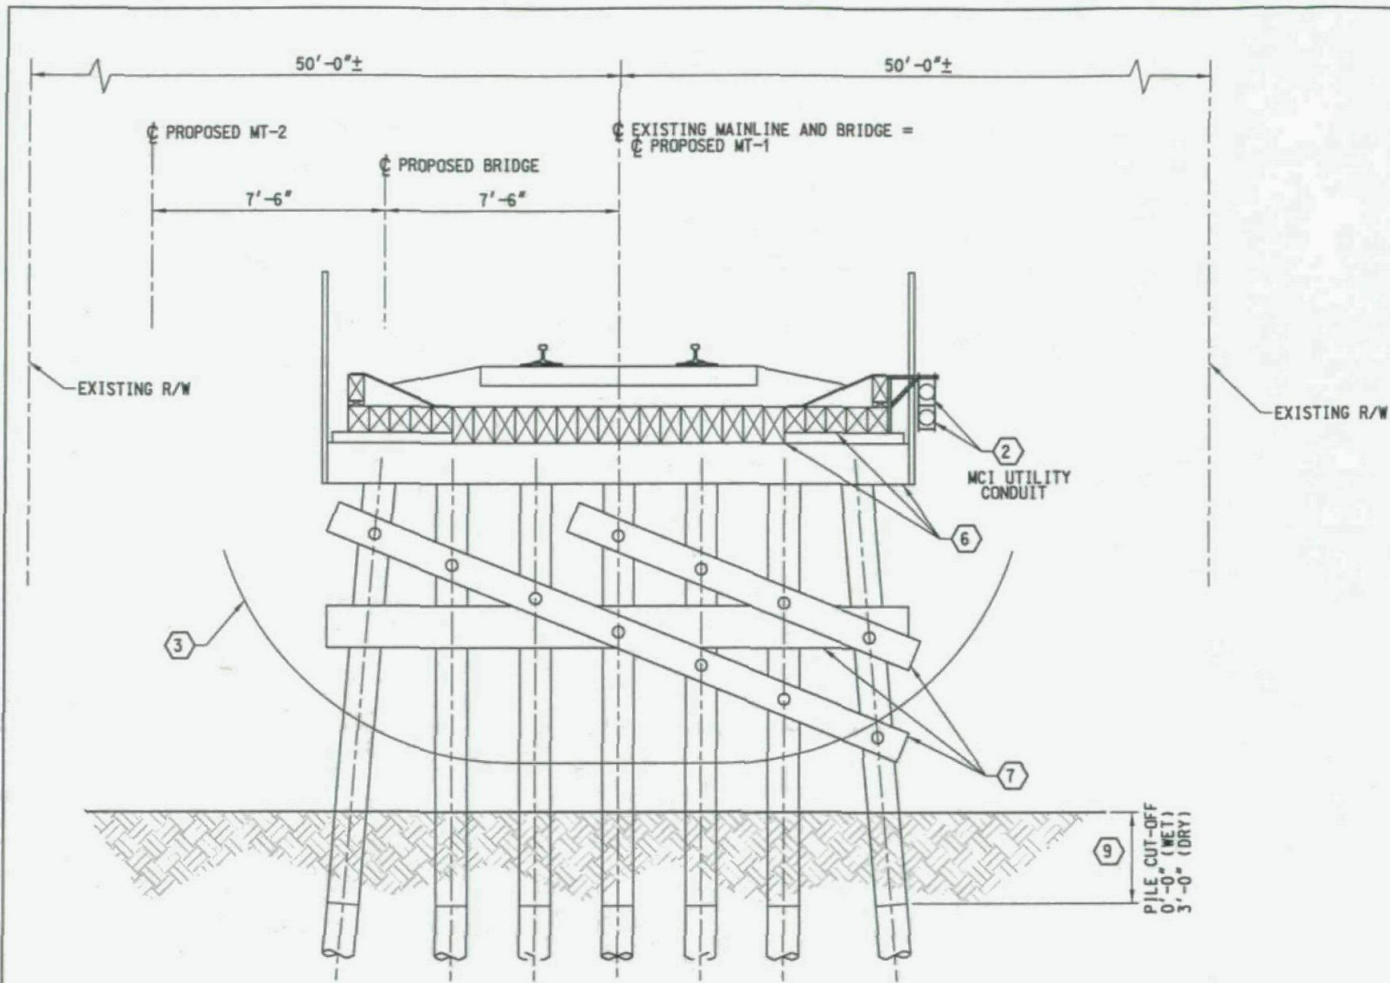 50'-0"±
50'-0"±
℄ PROPOSED MT-2
℄ EXISTING MAINLINE AND BRIDGE =
℄ PROPOSED MT-1
℄ PROPOSED BRIDGE
7'-6"
7'-6"
EXISTING R/W
EXISTING R/W
2
MCI UTILITY
CONDUIT
6
3
7
9
PILE CUT-OFF
0'-0" (WET)
3'-0" (DRY)